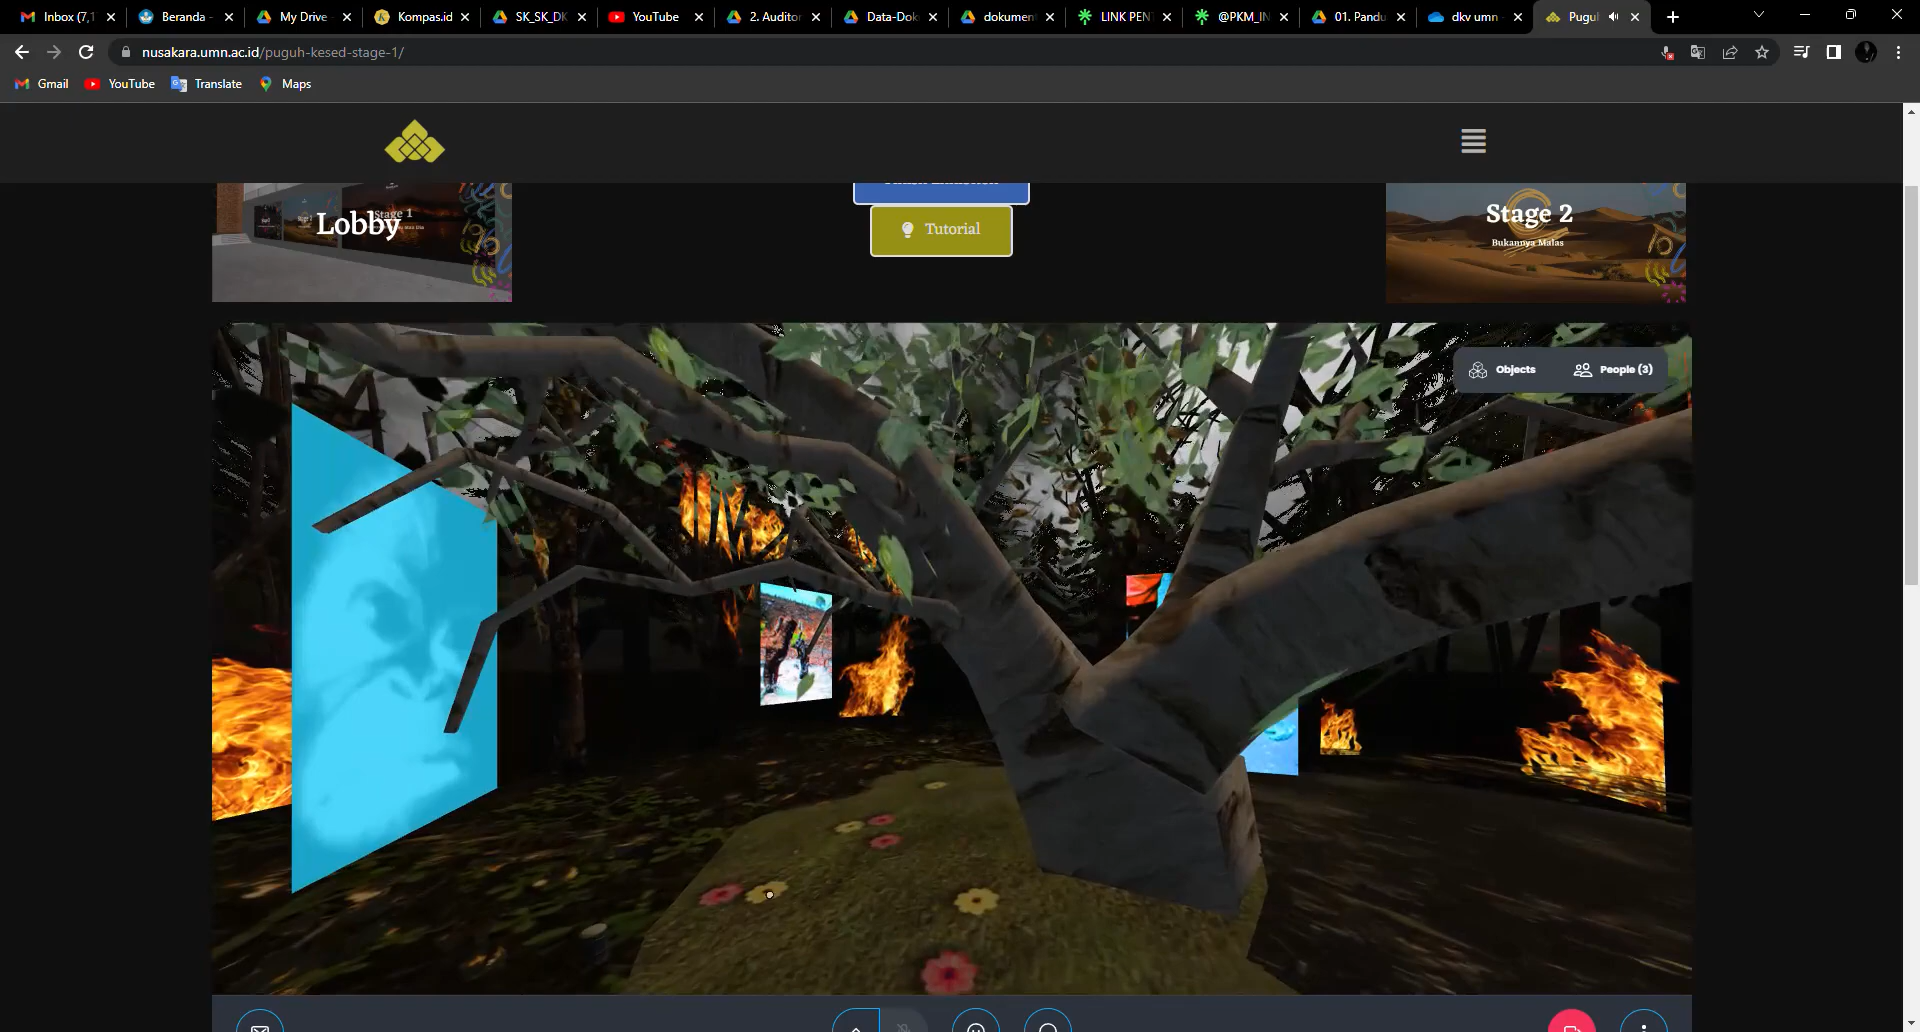 Inbox (7,1
Beranda -
My Drive -
Kompas.id
SK_SK_DK
YouTube
2. Auditor
Data-Dok
dokumen
LINK PEN
@PKM_IN
01. Pandu
dkv umn -
Pugu
nusakara.umn.ac.id/puguh-kesed-stage-1/
Gmail
YouTube
Translate
Maps
Lobby
Stage 1
Tutorial
Stage 2
Bukannya Malas
Objects
People (3)